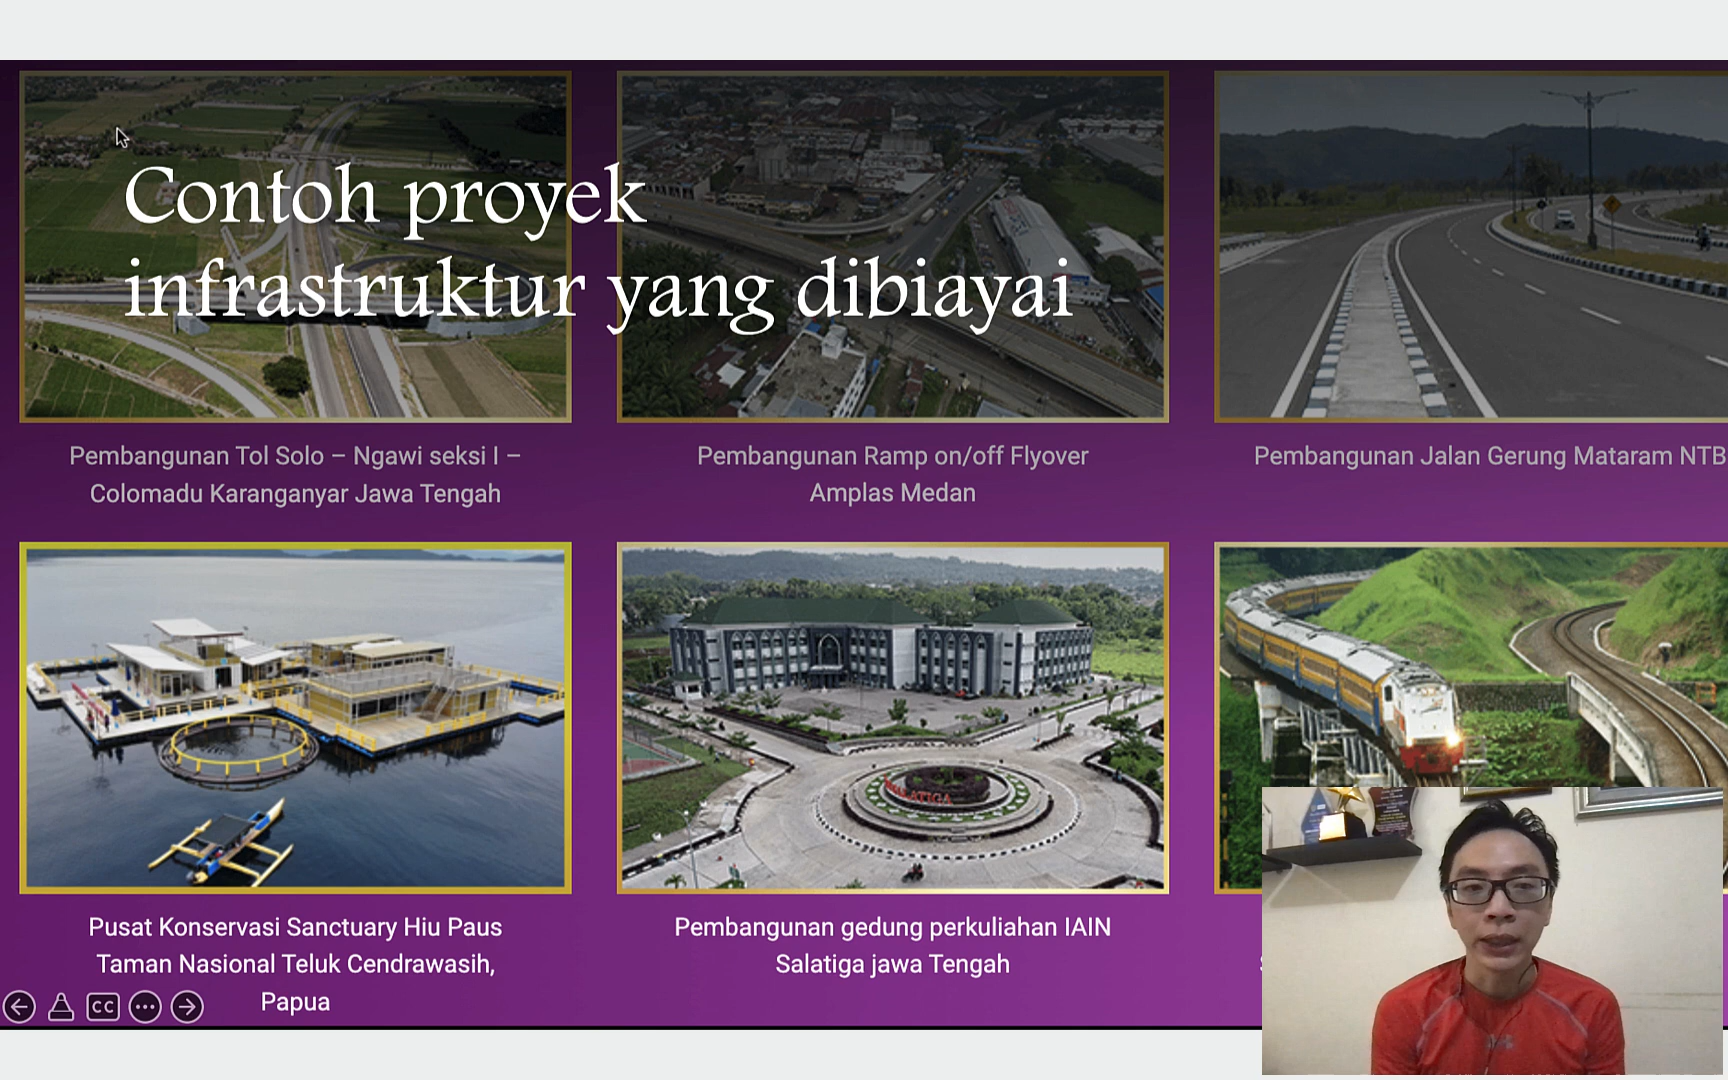 Contoh proyek
infrastruktur yang dibiayai
Pembangunan Tol Solo – Ngawi seksi I –
Colomadu Karanganyar Jawa Tengah
Pembangunan Ramp on/off Flyover
Amplas Medan
Pembangunan Jalan Gerung Mataram NTB
Pusat Konservasi Sanctuary Hiu Paus
Taman Nasional Teluk Cendrawasih,
Papua
Pembangunan gedung perkuliahan IAIN
Salatiga jawa Tengah
CC